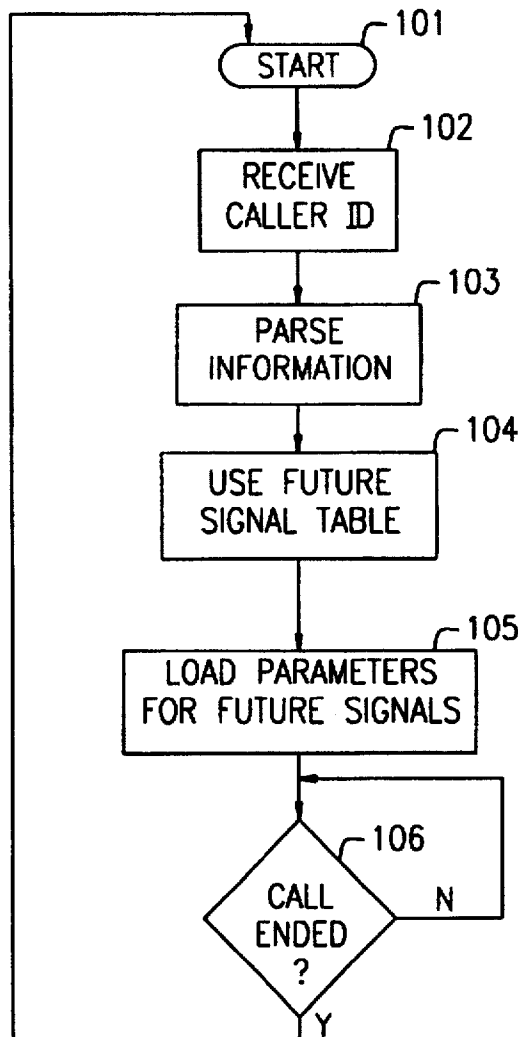 101
START
102
RECEIVE
CALLER ID
103
PARSE
INFORMATION
104
USE FUTURE
SIGNAL TABLE
105
LOAD PARAMETERS
FOR FUTURE SIGNALS
106
CALL
ENDED
?
N
Y